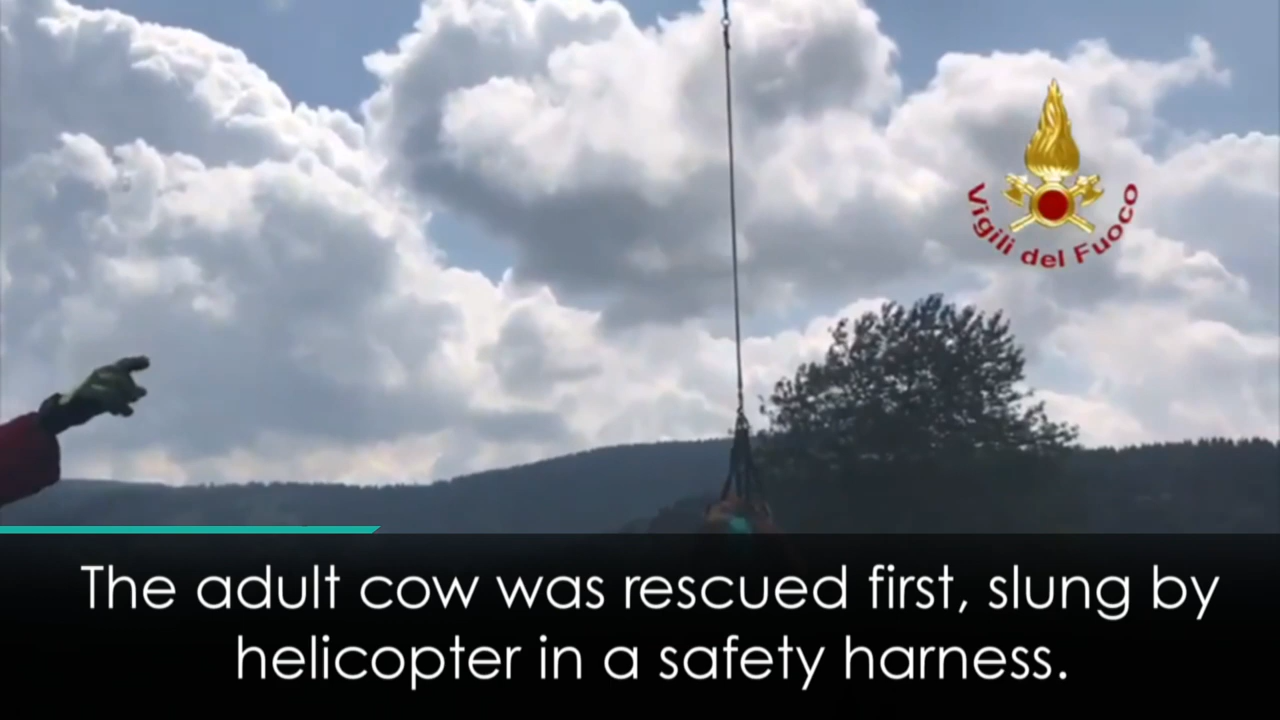 Vigili del Fuoco
The adult cow was rescued first, slung by
helicopter in a safety harness.